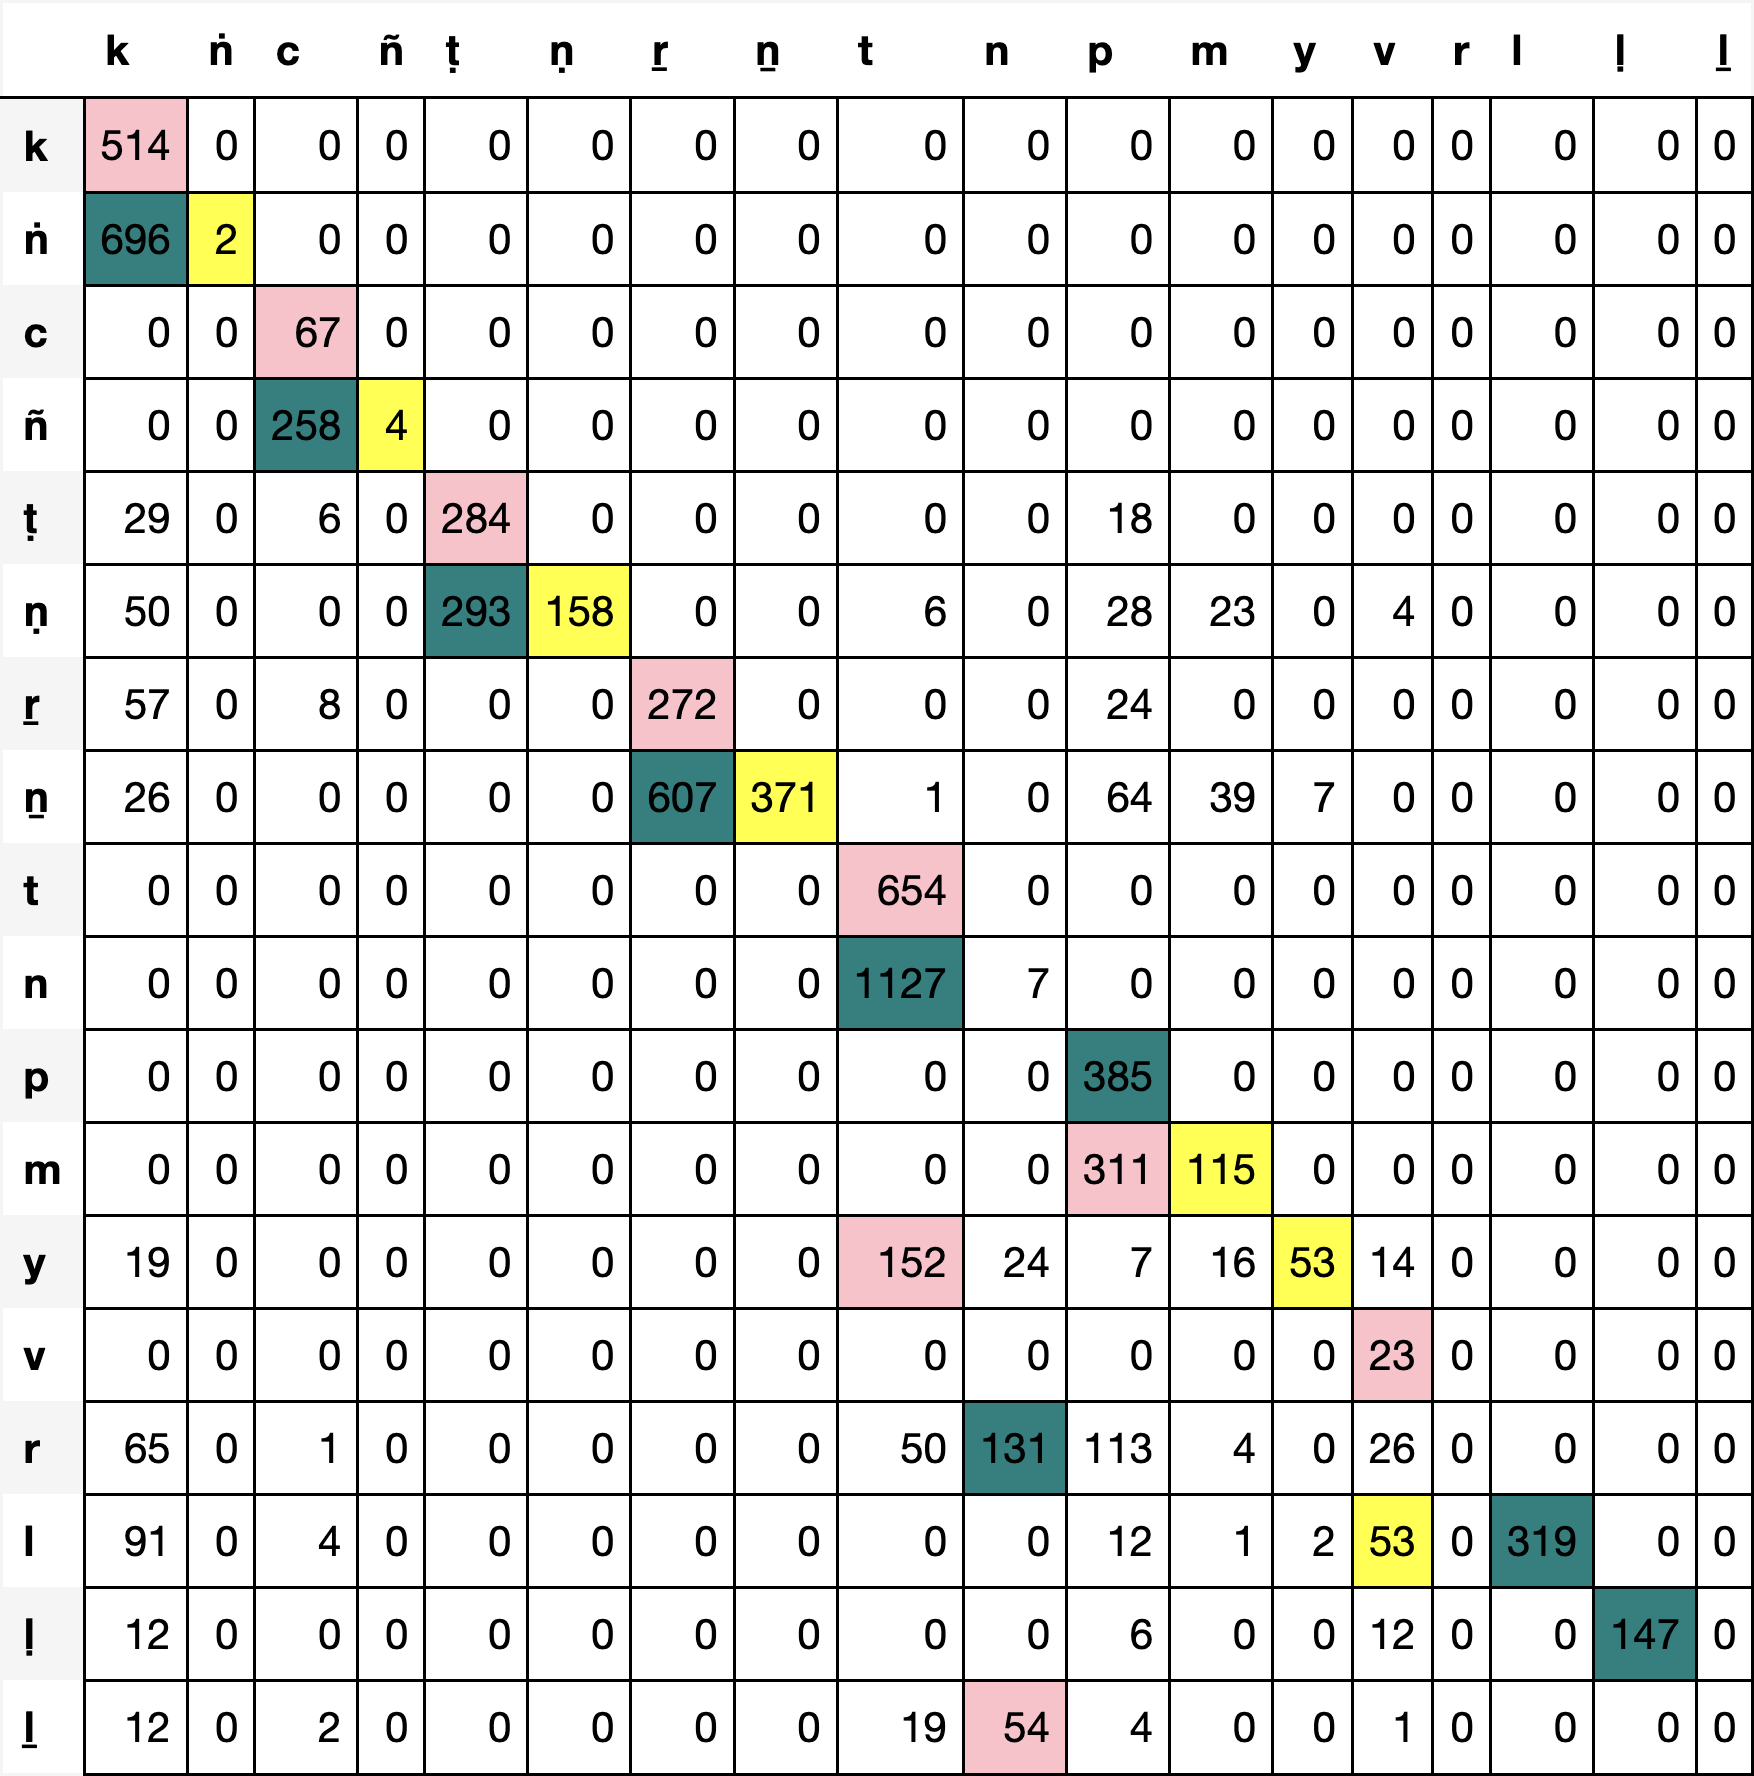 k ṅ c ñ ṭ ṇ ṟ ṉ t n p m y v r l ḷ ḻ
k 514 0 0 0 0 0 0 0 0 0 0 0 0 0 0 0 0 0
ṅ 696 2 0 0 0 0 0 0 0 0 0 0 0 0 0 0 0 0
c 0 0 67 0 0 0 0 0 0 0 0 0 0 0 0 0 0 0
ñ 0 0 258 4 0 0 0 0 0 0 0 0 0 0 0 0 0 0
ṭ 29 0 6 0 284 0 0 0 0 0 18 0 0 0 0 0 0 0
ṇ 50 0 0 0 293 158 0 0 6 0 28 23 0 4 0 0 0 0
ṟ 57 0 8 0 0 0 272 0 0 0 24 0 0 0 0 0 0 0
ṉ 26 0 0 0 0 0 607 371 1 0 64 39 7 0 0 0 0 0
t 0 0 0 0 0 0 0 0 654 0 0 0 0 0 0 0 0 0
n 0 0 0 0 0 0 0 0 1127 7 0 0 0 0 0 0 0 0
p 0 0 0 0 0 0 0 0 0 0 385 0 0 0 0 0 0 0
m 0 0 0 0 0 0 0 0 0 0 311 115 0 0 0 0 0 0
y 19 0 0 0 0 0 0 0 152 24 7 16 53 14 0 0 0 0
v 0 0 0 0 0 0 0 0 0 0 0 0 0 23 0 0 0 0
r 65 0 1 0 0 0 0 0 50 131 113 4 0 26 0 0 0 0
l 91 0 4 0 0 0 0 0 0 0 12 1 2 53 0 319 0 0
ḷ 12 0 0 0 0 0 0 0 0 0 6 0 0 12 0 0 147 0
ḻ 12 0 2 0 0 0 0 0 19 54 4 0 0 1 0 0 0 0